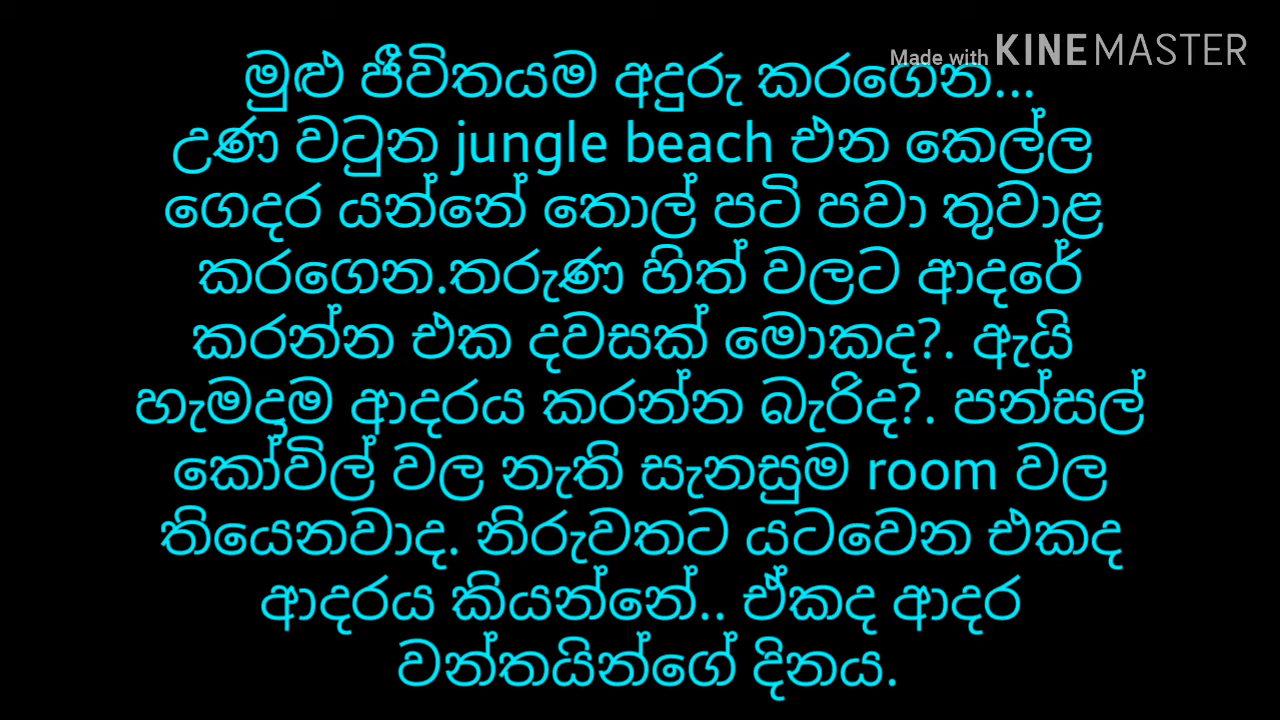 Made with KINEMASTER
මුළු ජීවිතයම අදුරු කරගෙන...
උණ වටුන jungle beach එන කෙල්ල
ගෙදර යන්නේ තොල් පටි පවා තුවාළ
කරගෙන.තරුණ හිත් වලට ආදරේ
කරන්න එක දවසක් මොකද?. ඇයි
හැමදම ආදරය කරන්න බැරිද?. පන්සල්
කෝවිල් වල නැති සැනසුම room වල
තියෙනවාද. නිරුවතට යටවෙන එකද
ආදරය කියන්නේ.. ඒකද ආදර
වන්තයින්ගේ දිනය.